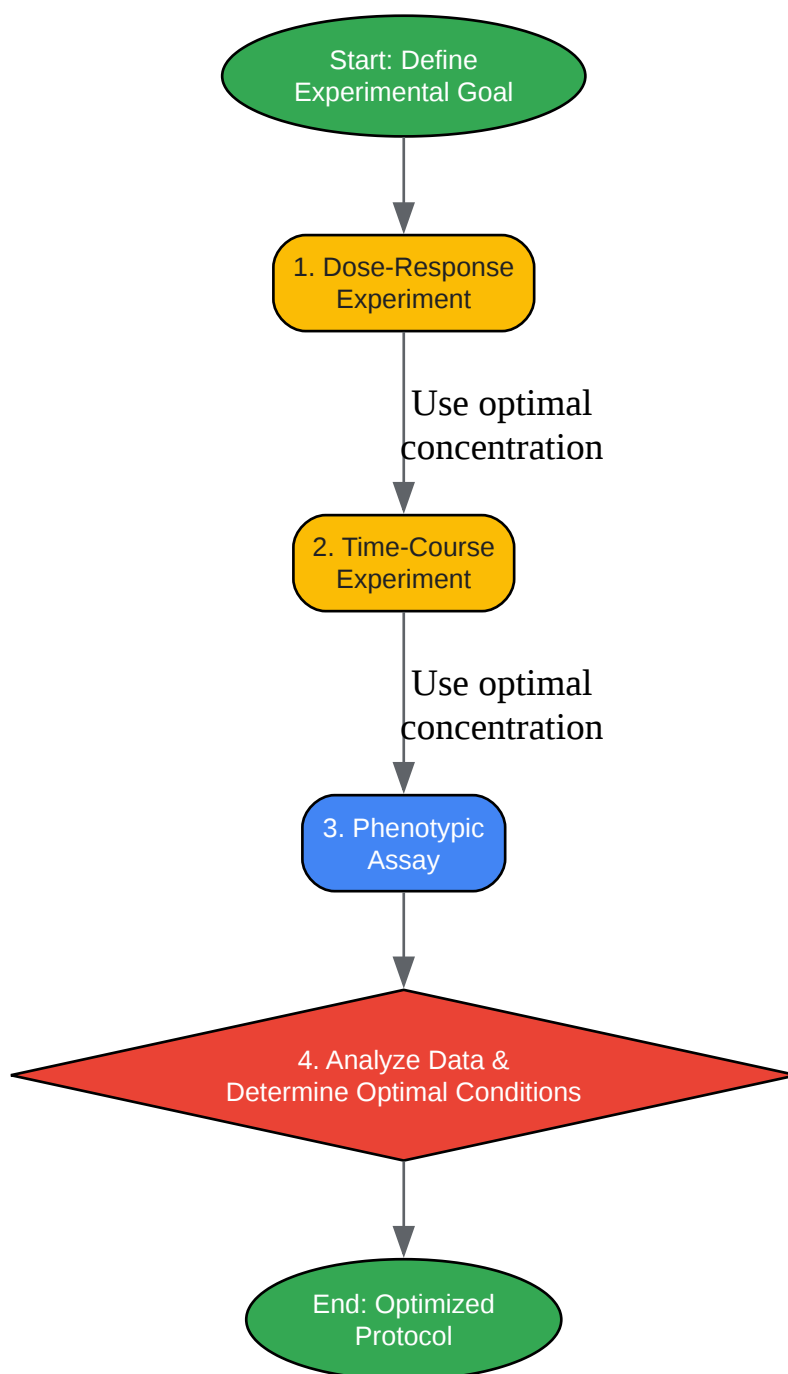 Start: Define
Experimental Goal
1. Dose-Response
Experiment
Use optimal
concentration
2. Time-Course
Experiment
Use optimal
concentration
3. Phenotypic
Assay
4. Analyze Data &
Determine Optimal Conditions
End: Optimized
Protocol